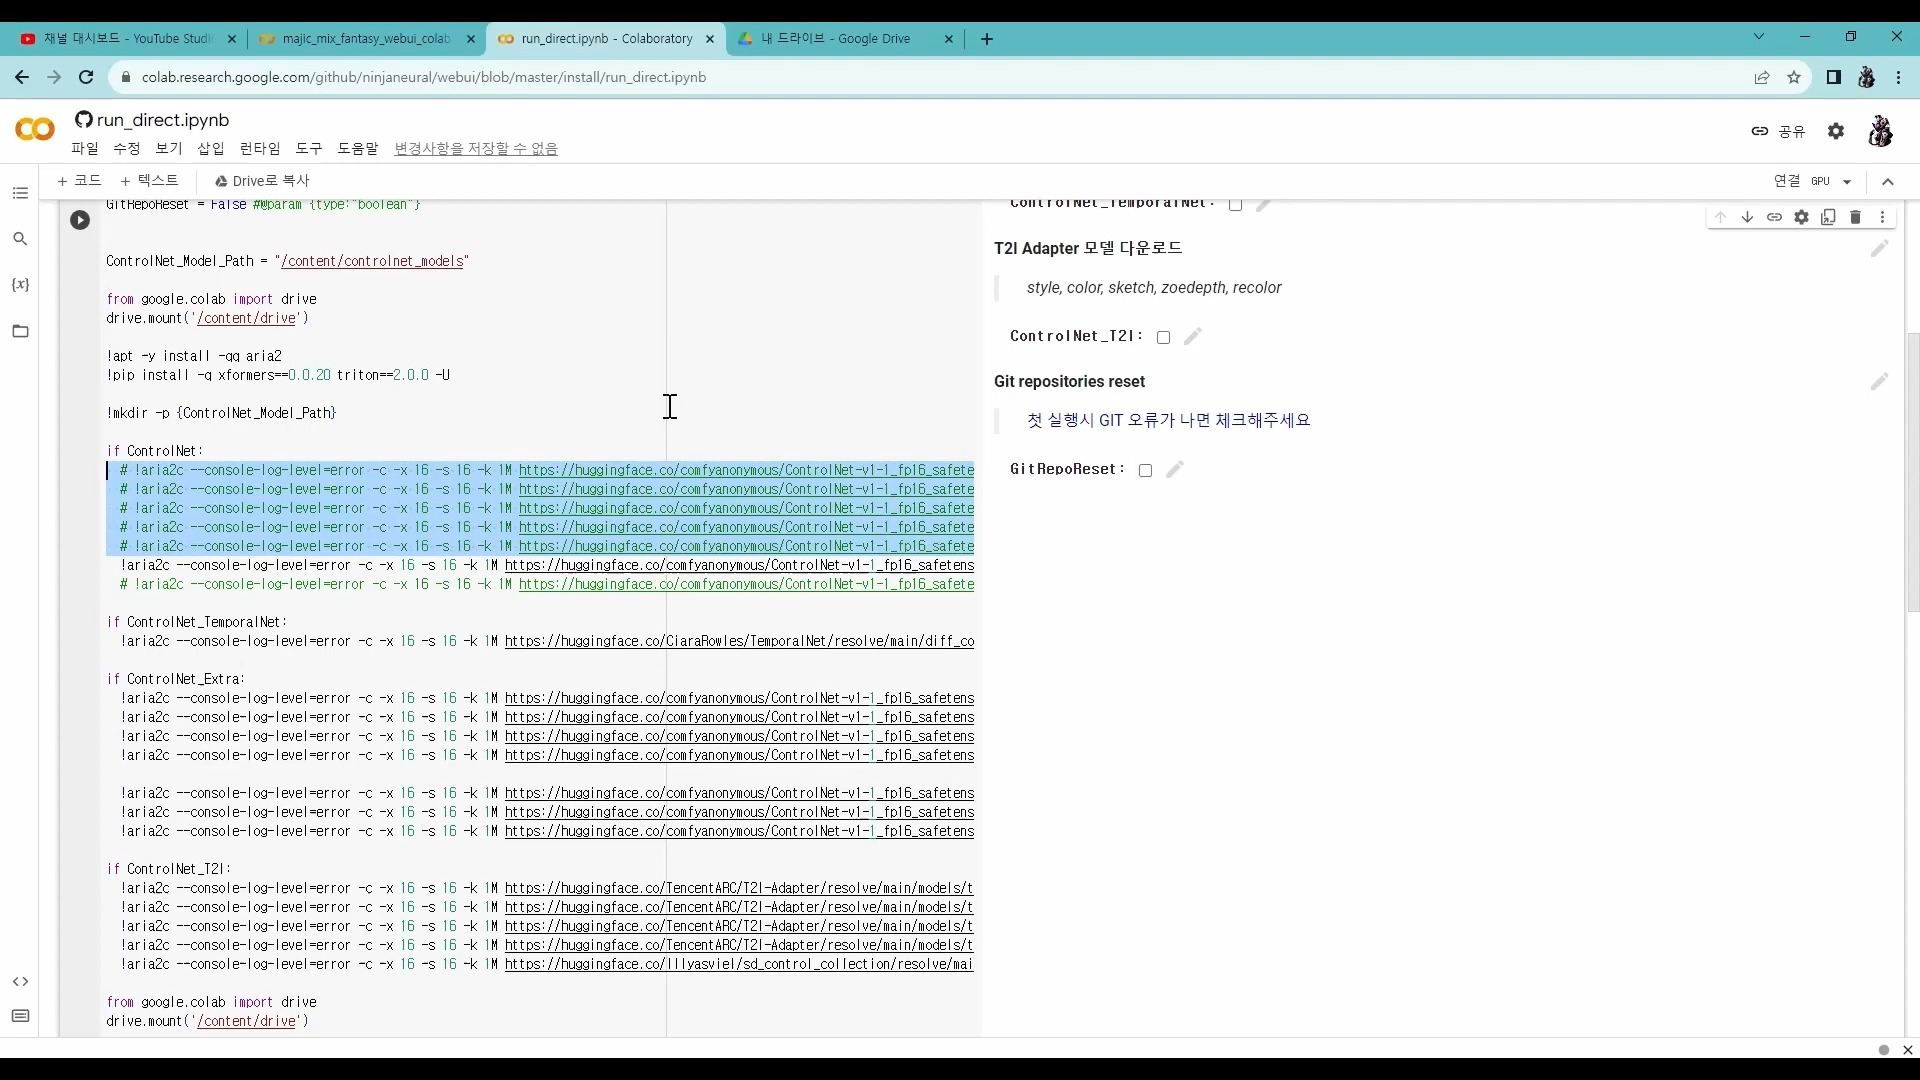 채널 대시보드 - YouTube Studi
majic_mix_fantasy_webui_colab
run_direct.ipynb - Colaboratory
내 드라이브 - Google Drive
colab.research.google.com/github/ninjaneural/webui/blob/master/install/run_direct.ipynb
run_direct.ipynb
파일 수정 보기 삽입 런타임 도구 도움말 변경사항을 저장할 수 없음
공유
+ 코드 + 텍스트 Drive로 복사
연결 GPU
GitRepoReset = False #@param {type:"boolean"}
ControlNet_Model_Path = "/content/controlnet_models"
from google.colab import drive
drive.mount('/content/drive')
!apt -y install -qq aria2
!pip install -q xformers==0.0.20 triton==2.0.0 -U
!mkdir -p {ControlNet_Model_Path}
if ControlNet:
# !aria2c --console-log-level=error -c -x 16 -s 16 -k 1M https://huggingface.co/comfyanonymous/ControlNet-v1-1_fp16_safete
# !aria2c --console-log-level=error -c -x 16 -s 16 -k 1M https://huggingface.co/comfyanonymous/ControlNet-v1-1_fp16_safete
# !aria2c --console-log-level=error -c -x 16 -s 16 -k 1M https://huggingface.co/comfyanonymous/ControlNet-v1-1_fp16_safete
# !aria2c --console-log-level=error -c -x 16 -s 16 -k 1M https://huggingface.co/comfyanonymous/ControlNet-v1-1_fp16_safete
# !aria2c --console-log-level=error -c -x 16 -s 16 -k 1M https://huggingface.co/comfyanonymous/ControlNet-v1-1_fp16_safete
!aria2c --console-log-level=error -c -x 16 -s 16 -k 1M https://huggingface.co/comfyanonymous/ControlNet-v1-1_fp16_safetens
# !aria2c --console-log-level=error -c -x 16 -s 16 -k 1M https://huggingface.co/comfyanonymous/ControlNet-v1-1_fp16_safete
if ControlNet_TemporalNet:
!aria2c --console-log-level=error -c -x 16 -s 16 -k 1M https://huggingface.co/CiaraRowles/TemporalNet/resolve/main/diff_co
if ControlNet_Extra:
!aria2c --console-log-level=error -c -x 16 -s 16 -k 1M https://huggingface.co/comfyanonymous/ControlNet-v1-1_fp16_safetens
!aria2c --console-log-level=error -c -x 16 -s 16 -k 1M https://huggingface.co/comfyanonymous/ControlNet-v1-1_fp16_safetens
!aria2c --console-log-level=error -c -x 16 -s 16 -k 1M https://huggingface.co/comfyanonymous/ControlNet-v1-1_fp16_safetens
!aria2c --console-log-level=error -c -x 16 -s 16 -k 1M https://huggingface.co/comfyanonymous/ControlNet-v1-1_fp16_safetens
!aria2c --console-log-level=error -c -x 16 -s 16 -k 1M https://huggingface.co/comfyanonymous/ControlNet-v1-1_fp16_safetens
!aria2c --console-log-level=error -c -x 16 -s 16 -k 1M https://huggingface.co/comfyanonymous/ControlNet-v1-1_fp16_safetens
!aria2c --console-log-level=error -c -x 16 -s 16 -k 1M https://huggingface.co/comfyanonymous/ControlNet-v1-1_fp16_safetens
if ControlNet_T2I:
!aria2c --console-log-level=error -c -x 16 -s 16 -k 1M https://huggingface.co/TencentARC/T2I-Adapter/resolve/main/models/t
!aria2c --console-log-level=error -c -x 16 -s 16 -k 1M https://huggingface.co/TencentARC/T2I-Adapter/resolve/main/models/t
!aria2c --console-log-level=error -c -x 16 -s 16 -k 1M https://huggingface.co/TencentARC/T2I-Adapter/resolve/main/models/t
!aria2c --console-log-level=error -c -x 16 -s 16 -k 1M https://huggingface.co/TencentARC/T2I-Adapter/resolve/main/models/t
!aria2c --console-log-level=error -c -x 16 -s 16 -k 1M https://huggingface.co/lllyasviel/sd_control_collection/resolve/mai
from google.colab import drive
drive.mount('/content/drive')
ControlNet_TemporalNet:
T2I Adapter 모델 다운로드
style, color, sketch, zoedepth, recolor
ControlNet_T2I:
Git repositories reset
첫 실행시 GIT 오류가 나면 체크해주세요
GitRepoReset: